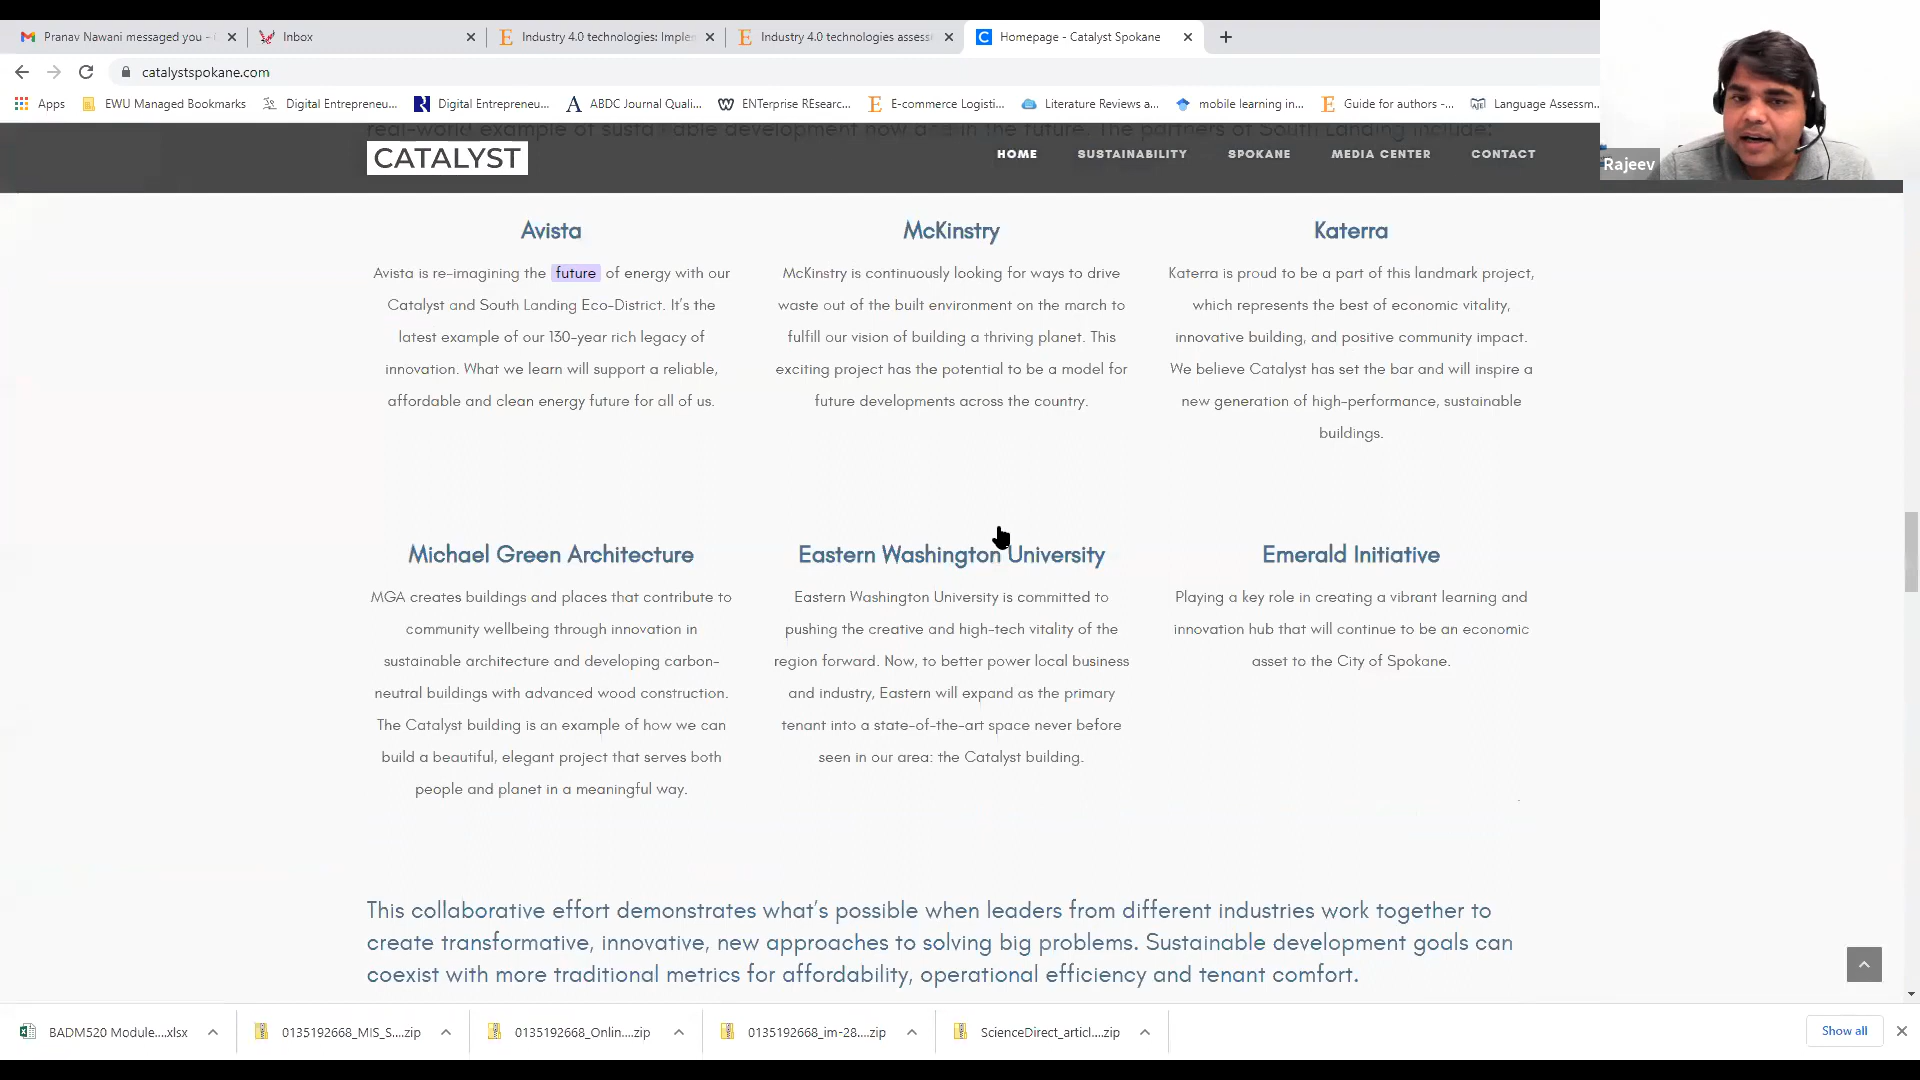 Pranav Nawani messaged you -
Inbox
Industry 4.0 technologies: Imple
Industry 4.0 technologies assess
Homepage - Catalyst Spokane
catalystspokane.com
Apps
EWU Managed Bookmarks
Digital Entrepreneu...
Digital Entrepreneu...
ABDC Journal Quali...
ENTerprise REsearc...
E-commerce Logisti...
Literature Reviews a...
mobile learning in...
Guide for authors -...
Language Assessm...
Rajeev
real-world example of sustainable development now and in the future. The partners of South Landing include:
CATALYST
HOME
SUSTAINABILITY
SPOKANE
MEDIA CENTER
CONTACT
Avista
Avista is re-imagining the future of energy with our
Catalyst and South Landing Eco-District. It's the
latest example of our 130-year rich legacy of
innovation. What we learn will support a reliable,
affordable and clean energy future for all of us.
McKinstry
McKinstry is continuously looking for ways to drive
waste out of the built environment on the march to
fulfill our vision of building a thriving planet. This
exciting project has the potential to be a model for
future developments across the country.
Katerra
Katerra is proud to be a part of this landmark project,
which represents the best of economic vitality,
innovative building, and positive community impact.
We believe Catalyst has set the bar and will inspire a
new generation of high-performance, sustainable
buildings.
Michael Green Architecture
MGA creates buildings and places that contribute to
community wellbeing through innovation in
sustainable architecture and developing carbon-
neutral buildings with advanced wood construction.
The Catalyst building is an example of how we can
build a beautiful, elegant project that serves both
people and planet in a meaningful way.
Eastern Washington University
Eastern Washington University is committed to
pushing the creative and high-tech vitality of the
region forward. Now, to better power local business
and industry, Eastern will expand as the primary
tenant into a state-of-the-art space never before
seen in our area: the Catalyst building.
Emerald Initiative
Playing a key role in creating a vibrant learning and
innovation hub that will continue to be an economic
asset to the City of Spokane.
This collaborative effort demonstrates what's possible when leaders from different industries work together to
create transformative, innovative, new approaches to solving big problems. Sustainable development goals can
coexist with more traditional metrics for affordability, operational efficiency and tenant comfort.
BADM520 Module....xlsx
0135192668_MIS_S....zip
0135192668_Onlin....zip
0135192668_im-28....zip
ScienceDirect_articl....zip
Show all